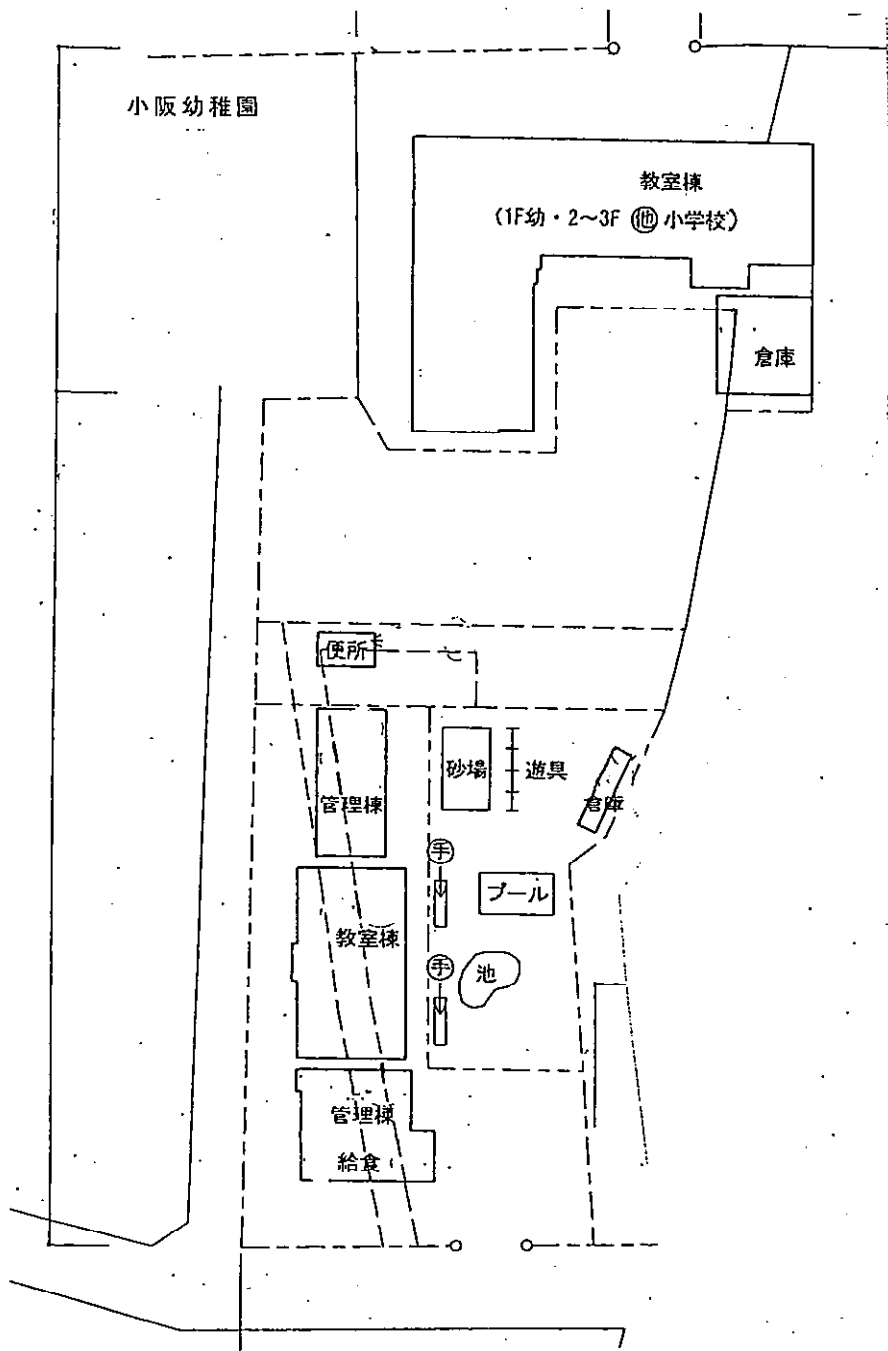 小阪幼稚園
教室棟
(1F幼・2~3F ㊉ 小学校)
倉庫
便所
砂場
遊具
倉庫
管理棟
手
プール
教室棟
手
池
管理棟
給食